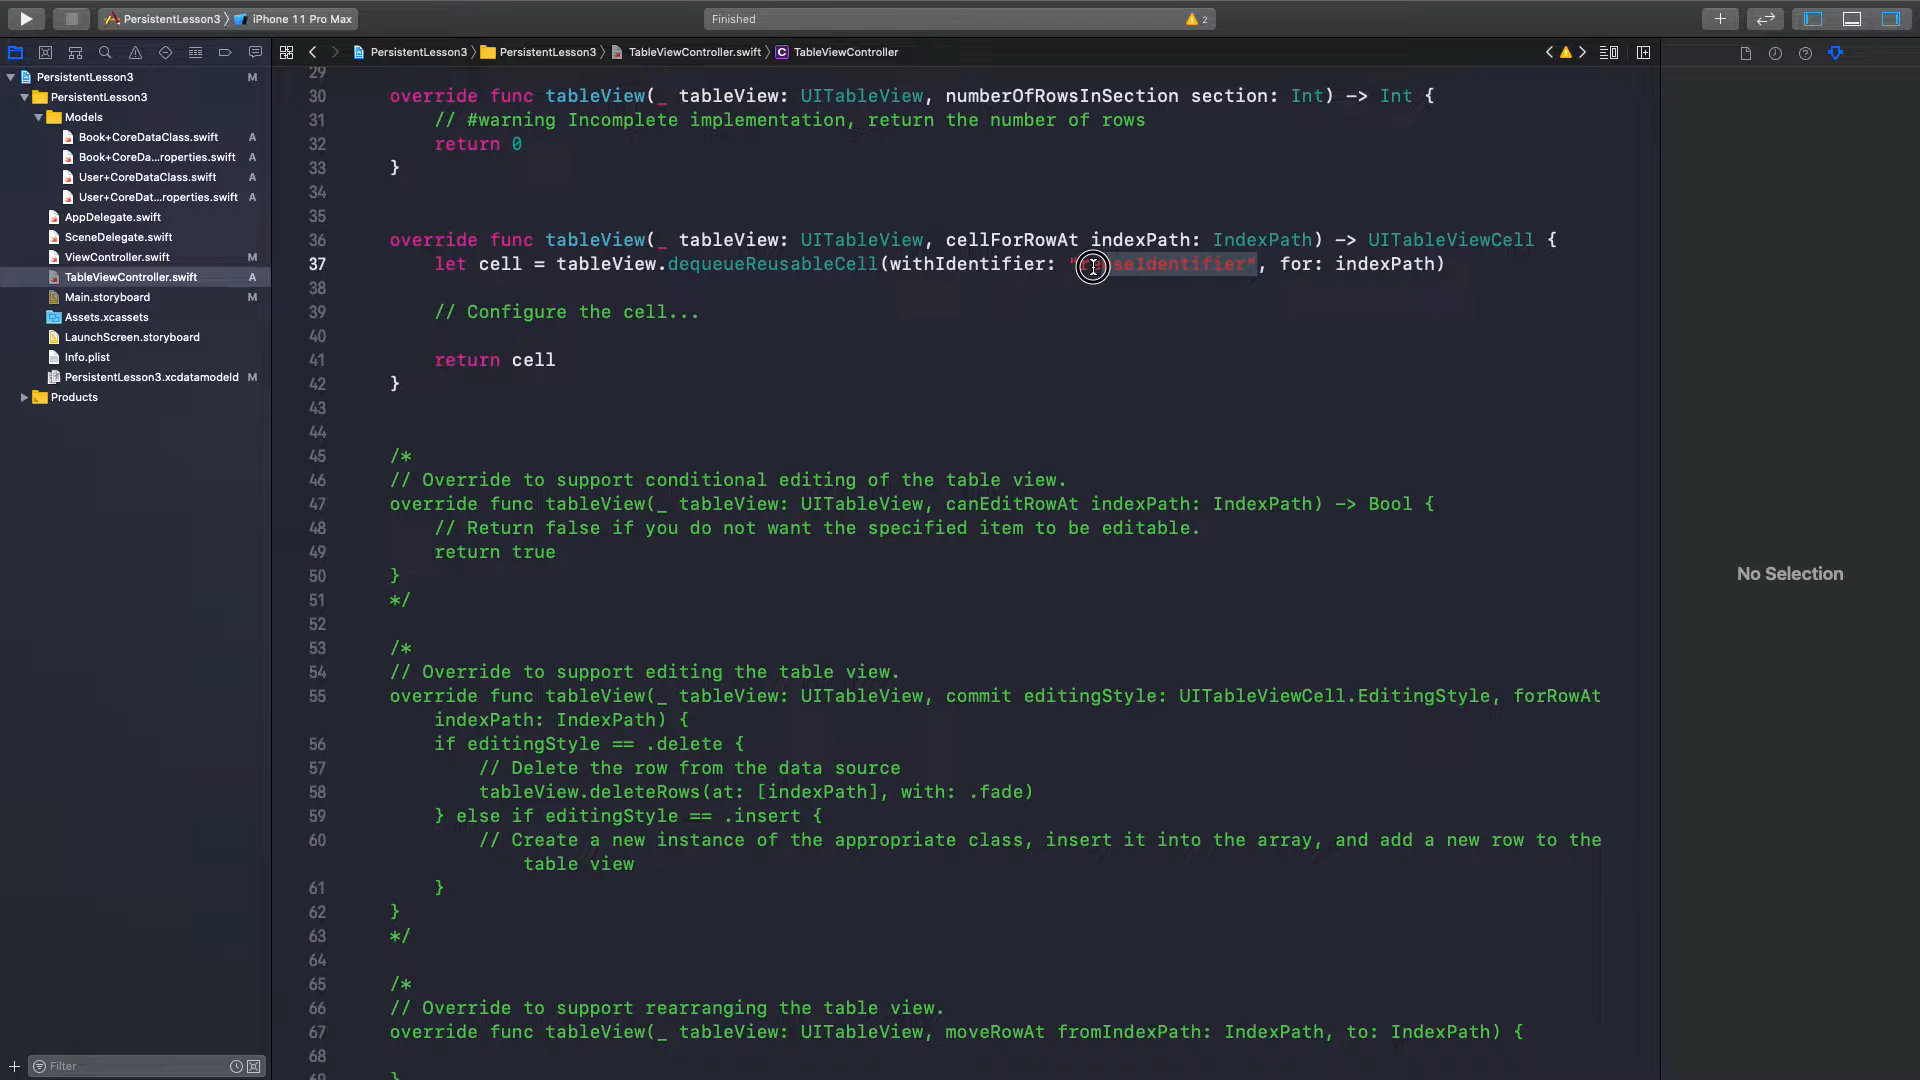 PersistentLesson3 〉 iPhone 11 Pro Max
Finished
2
PersistentLesson3 〉 PersistentLesson3 〉 TableViewController.swift 〉 C TableViewController
PersistentLesson3 M
PersistentLesson3
Models
Book+CoreDataClass.swift A
Book+CoreDa...roperties.swift A
User+CoreDataClass.swift A
User+CoreDat...roperties.swift A
AppDelegate.swift
SceneDelegate.swift
ViewController.swift M
TableViewController.swift A
Main.storyboard
Assets.xcassets
LaunchScreen.storyboard
Info.plist
PersistentLesson3.xcdatamodeld M
Products
Filter
29
30 override func tableView(_ tableView: UITableView, numberOfRowsInSection section: Int) -> Int {
31 // #warning Incomplete implementation, return the number of rows
32 return 0
33 }
34
35
36 override func tableView(_ tableView: UITableView, cellForRowAt indexPath: IndexPath) -> UITableViewCell {
37 let cell = tableView.dequeueReusableCell(withIdentifier: "reuseIdentifier", for: indexPath)
38
39 // Configure the cell...
40
41 return cell
42 }
43
44
45 /*
46 // Override to support conditional editing of the table view.
47 override func tableView(_ tableView: UITableView, canEditRowAt indexPath: IndexPath) -> Bool {
48 // Return false if you do not want the specified item to be editable.
49 return true
50 }
51 */
52
53 /*
54 // Override to support editing the table view.
55 override func tableView(_ tableView: UITableView, commit editingStyle: UITableViewCell.EditingStyle, forRowAt
indexPath: IndexPath) {
56 if editingStyle == .delete {
57 // Delete the row from the data source
58 tableView.deleteRows(at: [indexPath], with: .fade)
59 } else if editingStyle == .insert {
60 // Create a new instance of the appropriate class, insert it into the array, and add a new row to the
table view
61 }
62 }
63 */
64
65 /*
66 // Override to support rearranging the table view.
67 override func tableView(_ tableView: UITableView, moveRowAt fromIndexPath: IndexPath, to: IndexPath) {
68
69 }
No Selection